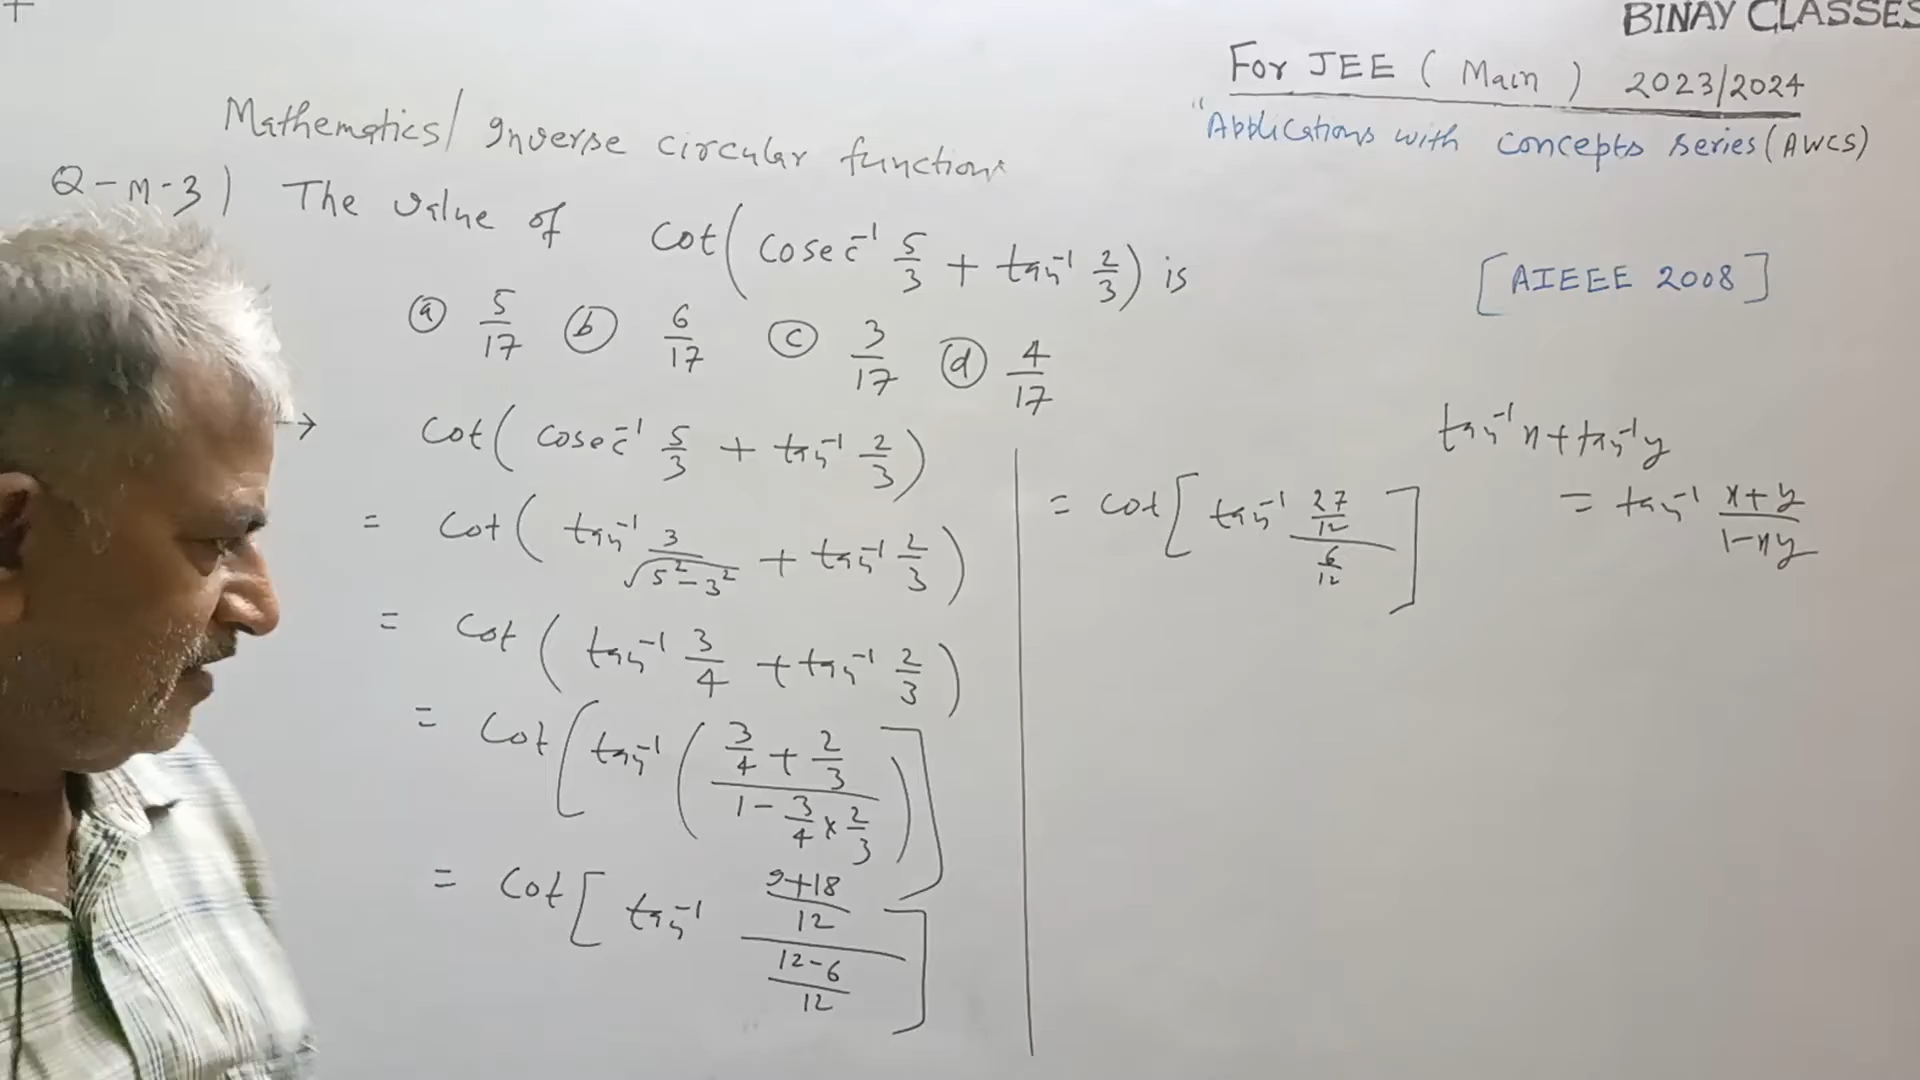 BINAY CLASSES
For JEE ( Main ) 2023/2024
"Applications with concepts series (AWCS)
Mathematics/ Inverse circular functions
Q-M-3) The value of cot(cosec⁻¹ 5/3 + tan⁻¹ 2/3) is
[AIEEE 2008]
(a) 5/17 (b) 6/17 (c) 3/17 (d) 4/17
→ cot(cosec⁻¹ 5/3 + tan⁻¹ 2/3)
= cot(tan⁻¹ 3/√(5²-3²) + tan⁻¹ 2/3)
= cot(tan⁻¹ 3/4 + tan⁻¹ 2/3)
= cot[tan⁻¹((3/4 + 2/3)/(1 - 3/4 × 2/3))]
= cot[tan⁻¹ ((9+18)/12)/((12-6)/12)]
= cot[tan⁻¹ (27/12)/(6/12)]
tan⁻¹x + tan⁻¹y
= tan⁻¹ (x+y)/(1-xy)